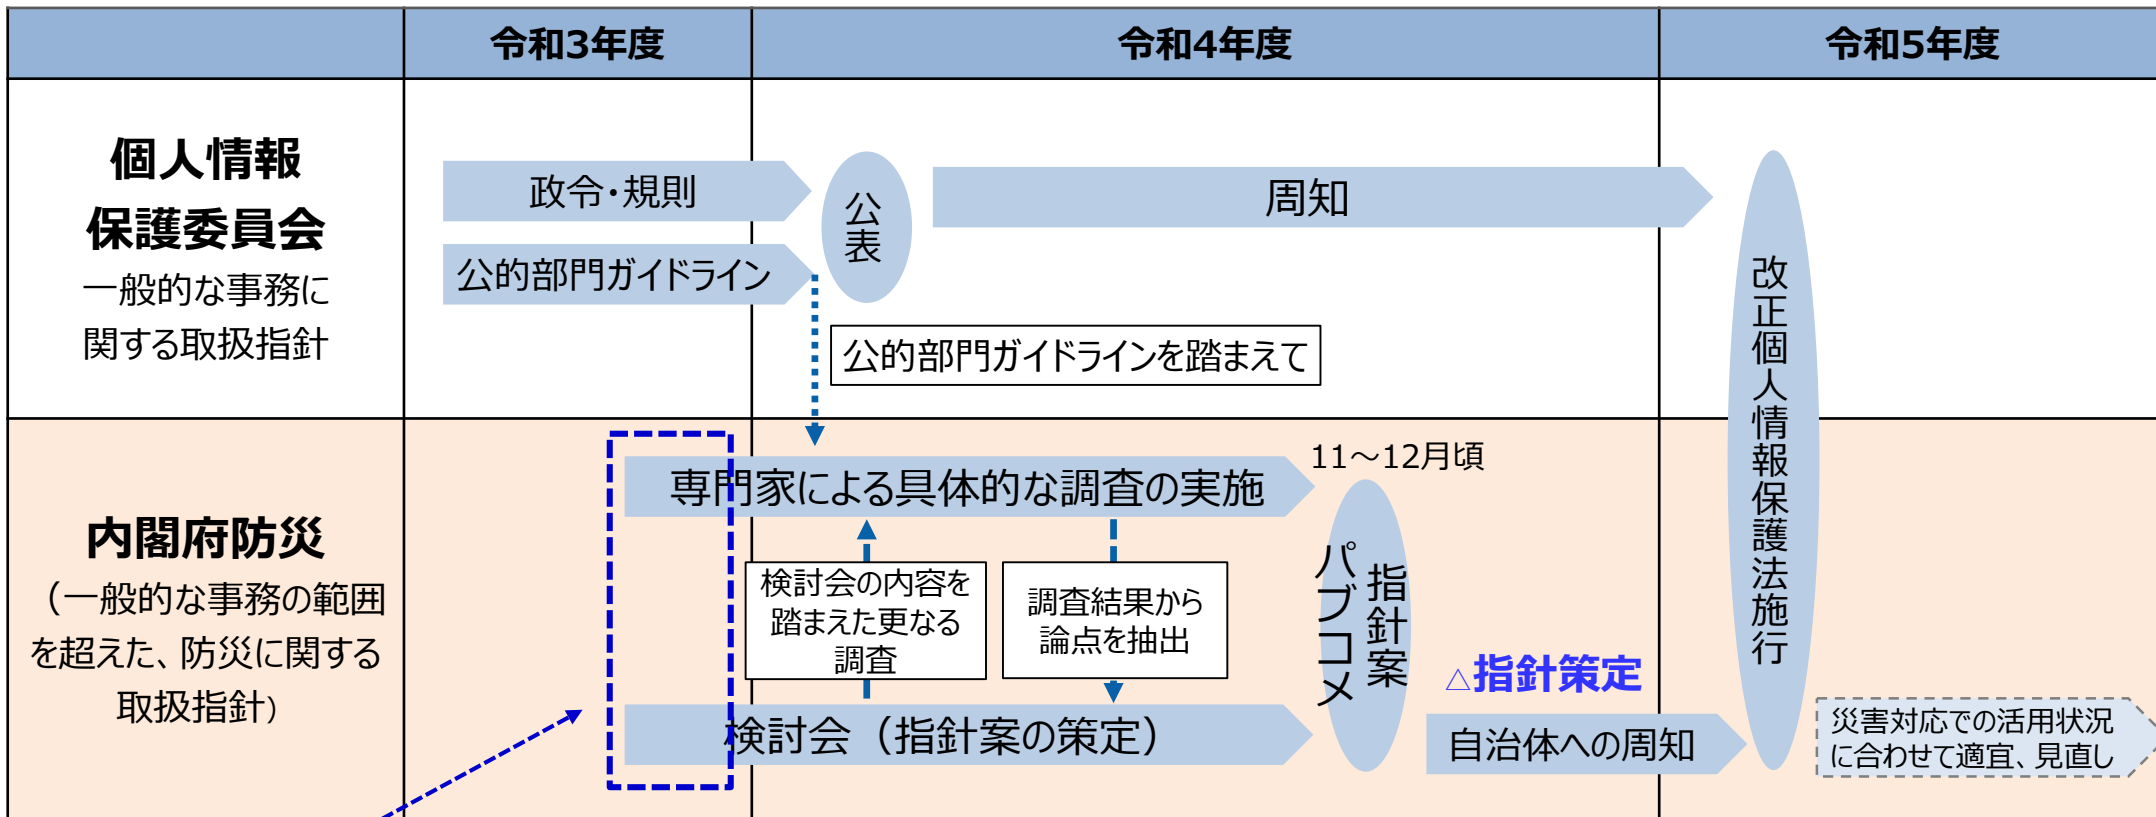 令和3年度
令和4年度
令和5年度
個人情報
保護委員会
一般的な事務に
関する取扱指針
政令・規則
公的部門ガイドライン
公表
周知
公的部門ガイドラインを踏まえて
改正個人情報保護法施行
内閣府防災
（一般的な事務の範囲
を超えた、防災に関する
取扱指針）
専門家による具体的な調査の実施
11～12月頃
検討会の内容を
踏まえた更なる
調査
調査結果から
論点を抽出
指針案
パブコメ
検討会（指針案の策定）
△指針策定
自治体への周知
災害対応での活用状況
に合わせて適宜、見直し